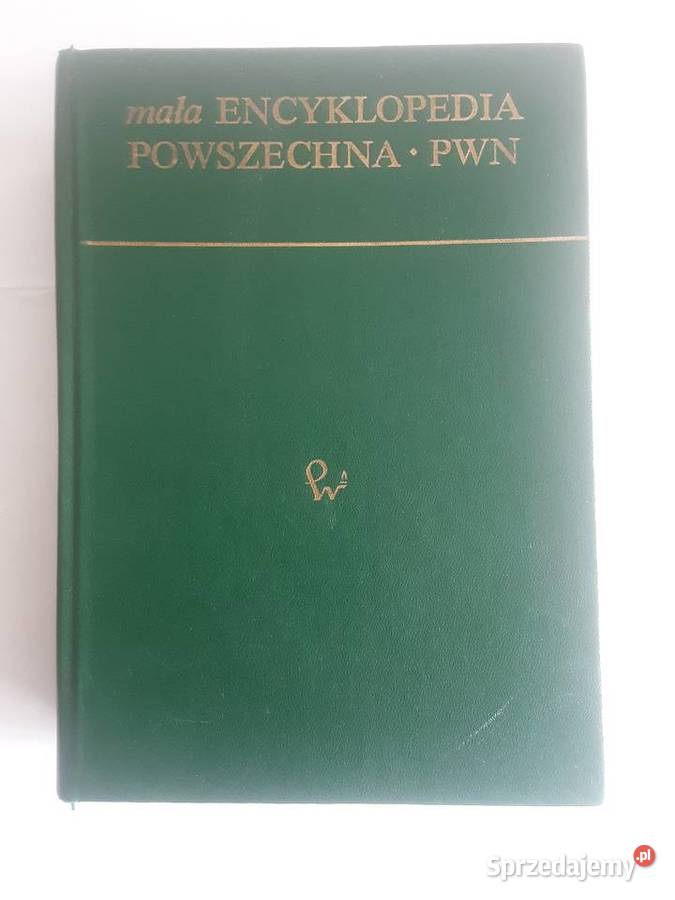 mała ENCYKLOPEDIA
POWSZECHNA · PWN
Sprzedajemy.pl